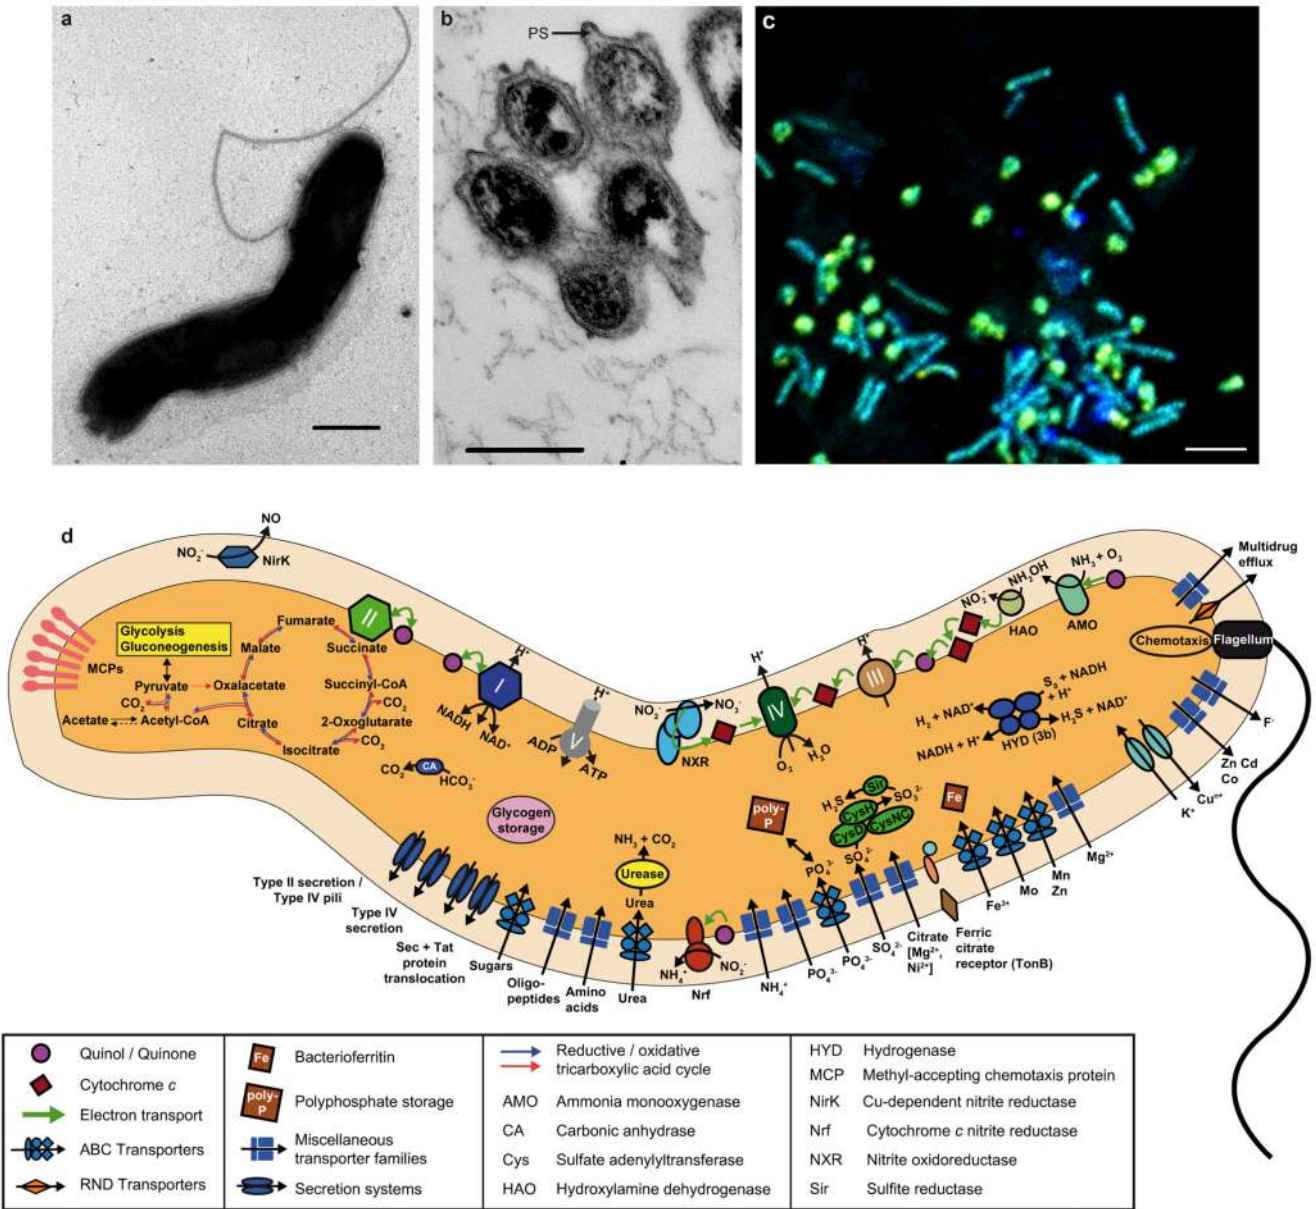 a
b
PS
c
d
NO
NO₂⁻
NirK
MCPs
Glycolysis
Gluconeogenesis
Fumarate
Malate
Succinate
Pyruvate
Oxalacetate
Succinyl-CoA
CO₂
CO₂
Acetate
Acetyl-CoA
Citrate
2-Oxoglutarate
CO₂
Isocitrate
CO₂
CA
HCO₃⁻
II
I
H⁺
NADH
NAD⁺
H⁺
V
ADP
ATP
NO₂⁻
NO₃⁻
NXR
H⁺
IV
O₂
H₂O
H⁺
III
NO₂⁻
NH₂OH
HAO
NH₃ + O₂
AMO
Multidrug
efflux
Chemotaxis
Flagellum
S₀ + NADH
+ H⁺
H₂ + NAD⁺
H₂S + NAD⁺
NADH + H⁺
HYD (3b)
F⁻
Zn Cd
Co
Cuⁿ⁺
K⁺
Glycogen
storage
NH₃ + CO₂
Urease
Urea
poly-
P
PO₄³⁻
H₂S
Sir
SO₃²⁻
CysH
CysD
CysNC
SO₄²⁻
Fe
Type II secretion /
Type IV pili
Type IV
secretion
Sec + Tat
protein
translocation
Sugars
Oligo-
peptides
Amino
acids
Urea
NH₄⁺
NO₂⁻
Nrf
NH₄⁺
PO₄³⁻
PO₄³⁻
SO₄²⁻
Citrate
[Mg²⁺,
Ni²⁺]
Ferric
citrate
receptor (TonB)
Fe³⁺
Mo
Mn
Zn
Mg²⁺
Quinol / Quinone
Cytochrome c
Electron transport
ABC Transporters
RND Transporters
Fe
Bacterioferritin
poly-
P
Polyphosphate storage
Miscellaneous
transporter families
Secretion systems
Reductive / oxidative
tricarboxylic acid cycle
AMO Ammonia monooxygenase
CA Carbonic anhydrase
Cys Sulfate adenylyltransferase
HAO Hydroxylamine dehydrogenase
HYD Hydrogenase
MCP Methyl-accepting chemotaxis protein
NirK Cu-dependent nitrite reductase
Nrf Cytochrome c nitrite reductase
NXR Nitrite oxidoreductase
Sir Sulfite reductase